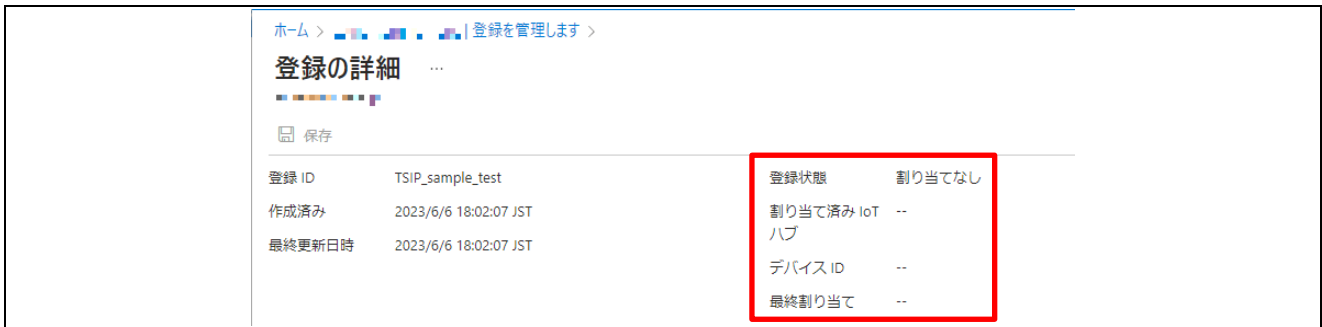 ホーム > | 登録を管理します >
登録の詳細 …
保存
登録 ID TSIP_sample_test
作成済み 2023/6/6 18:02:07 JST
最終更新日時 2023/6/6 18:02:07 JST
登録状態 割り当てなし
割り当て済み IoT --
ハブ
デバイス ID --
最終割り当て --